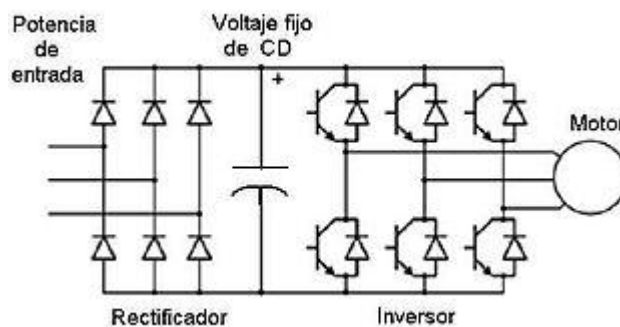 Potencia
de
entrada
Voltaje fijo
de CD
+
Motor
Rectificador
Inversor